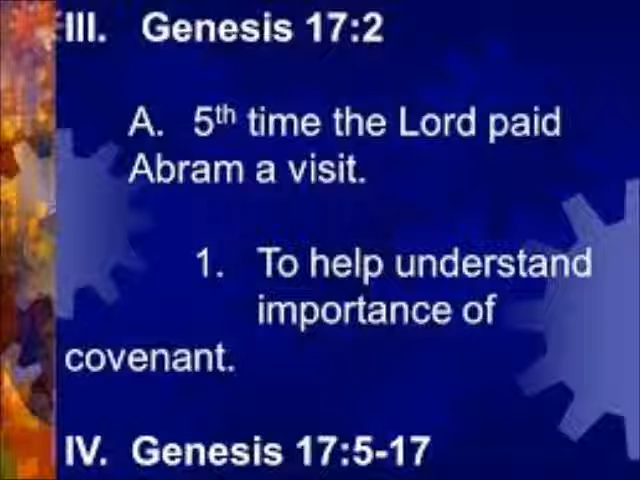 III. Genesis 17:2
A. 5th time the Lord paid
Abram a visit.
1. To help understand
importance of
covenant.
IV. Genesis 17:5-17